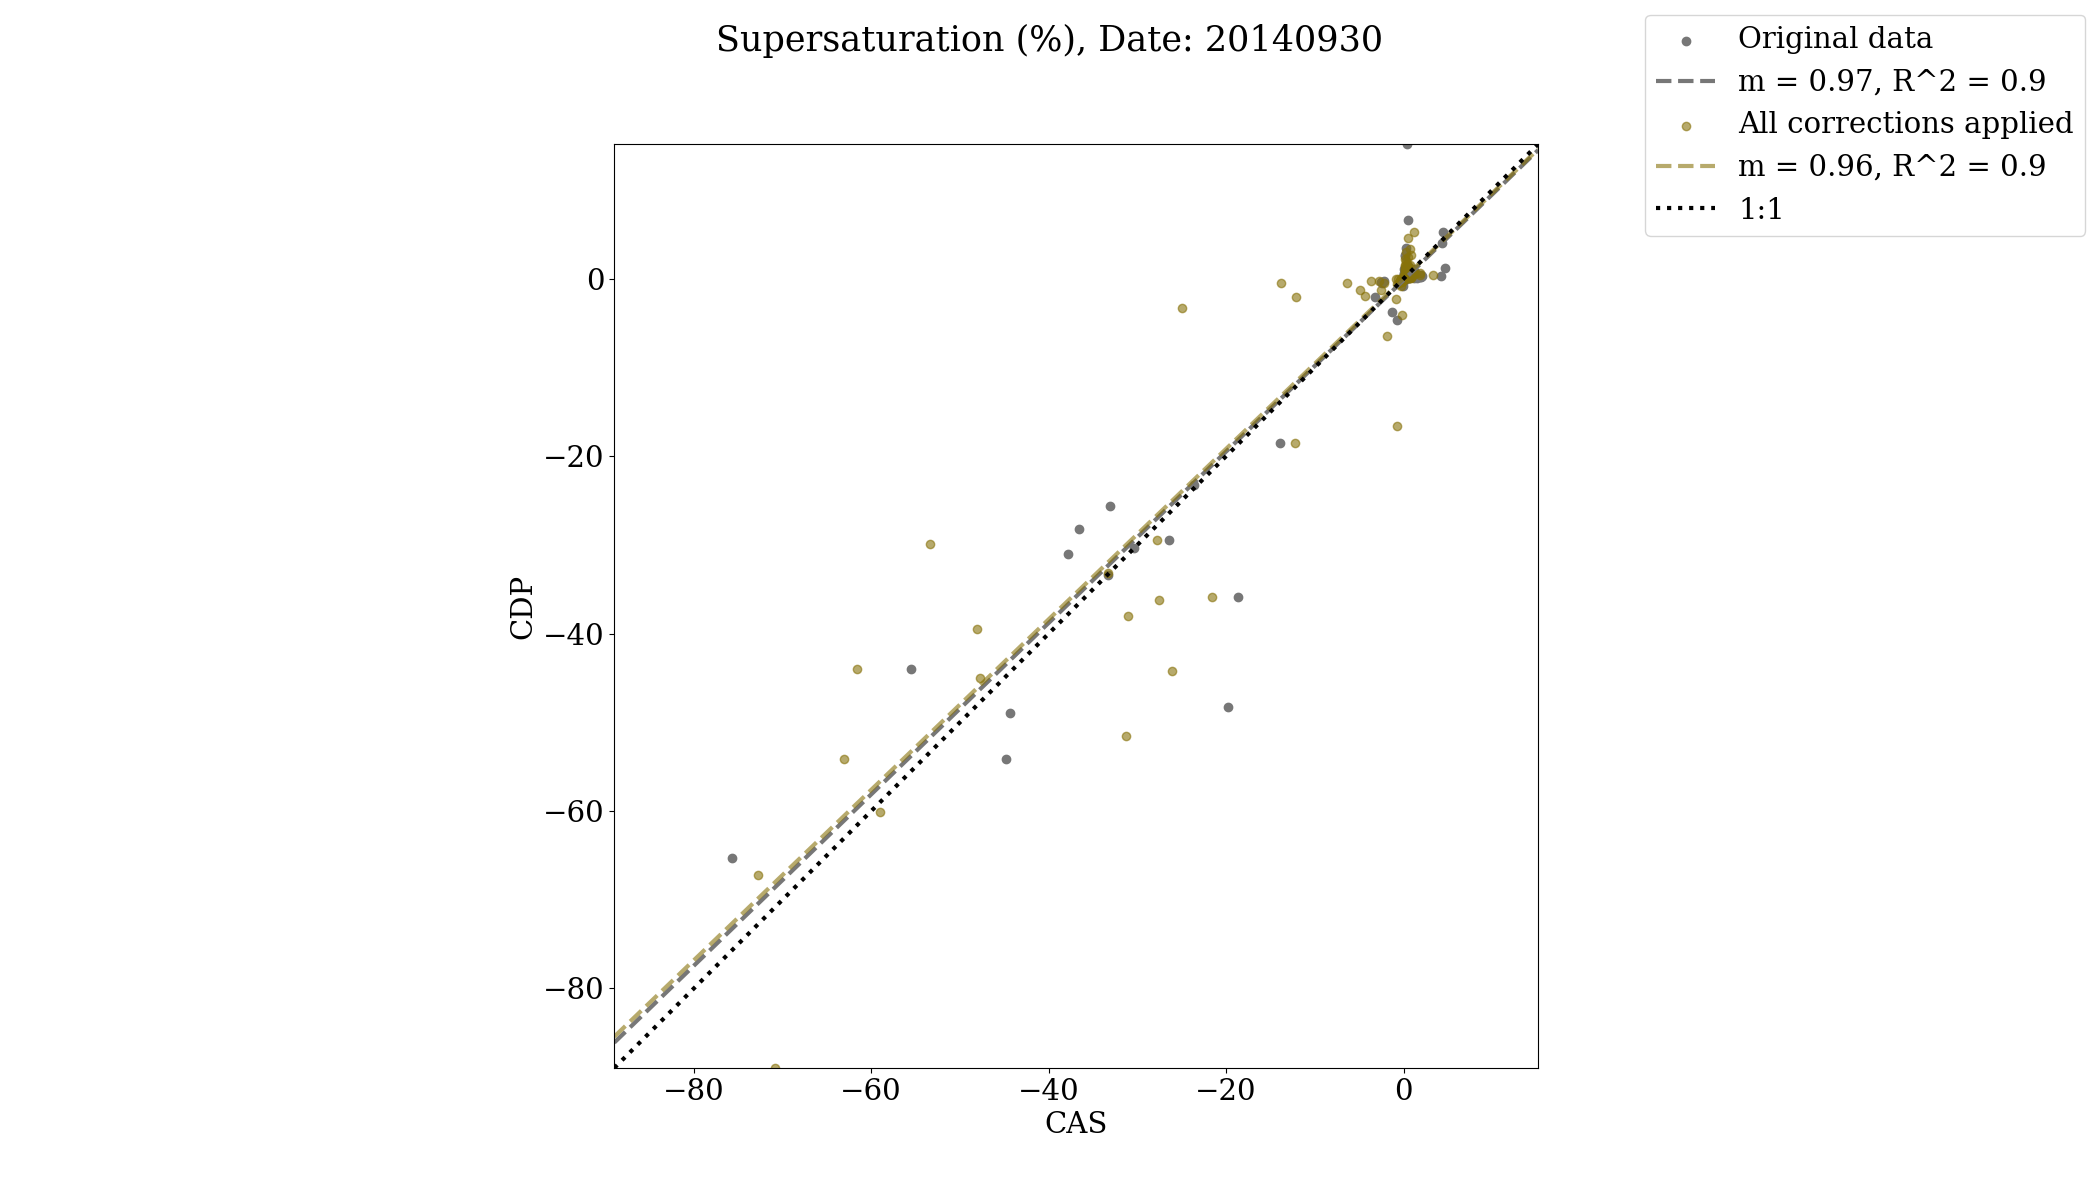 Supersaturation (%), Date: 20140930
Original data
m = 0.97, R^2 = 0.9
All corrections applied
m = 0.96, R^2 = 0.9
1:1
0
−20
−40
−60
−80
CDP
−80
−60
−40
−20
0
CAS